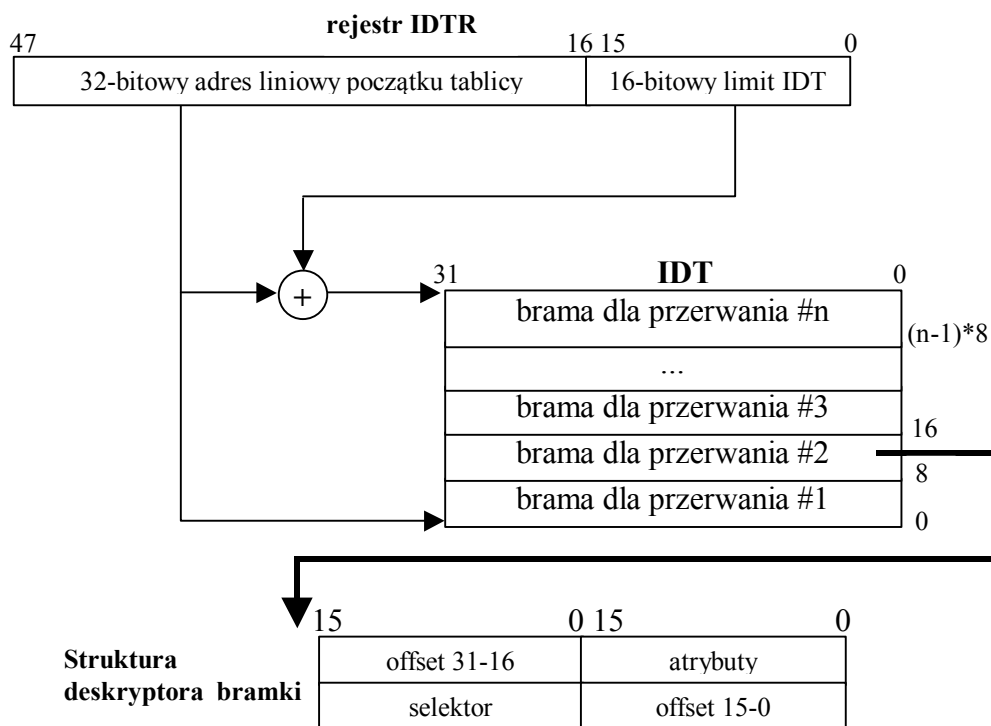 rejestr IDTR
47 16 15 0
32-bitowy adres liniowy początku tablicy 16-bitowy limit IDT
31 IDT 0
brama dla przerwania #n
(n-1)*8
...
brama dla przerwania #3
16
brama dla przerwania #2
8
brama dla przerwania #1
0
+
15 0 15 0
Struktura
deskryptora bramki
offset 31-16 atrybuty
selektor offset 15-0